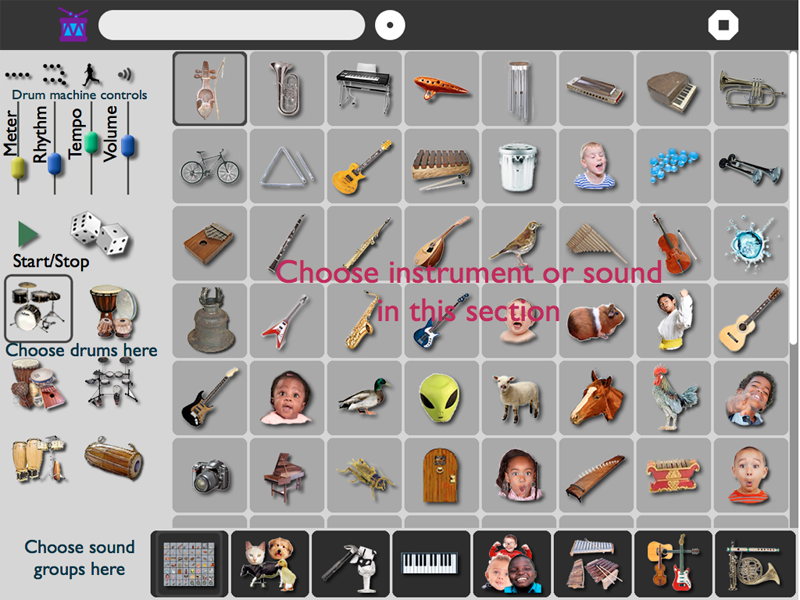 Drum machine controls
Meter
Rhythm
Tempo
Volume
Start/Stop
Choose drums here
Choose instrument or sound
in this section
Choose sound
groups here